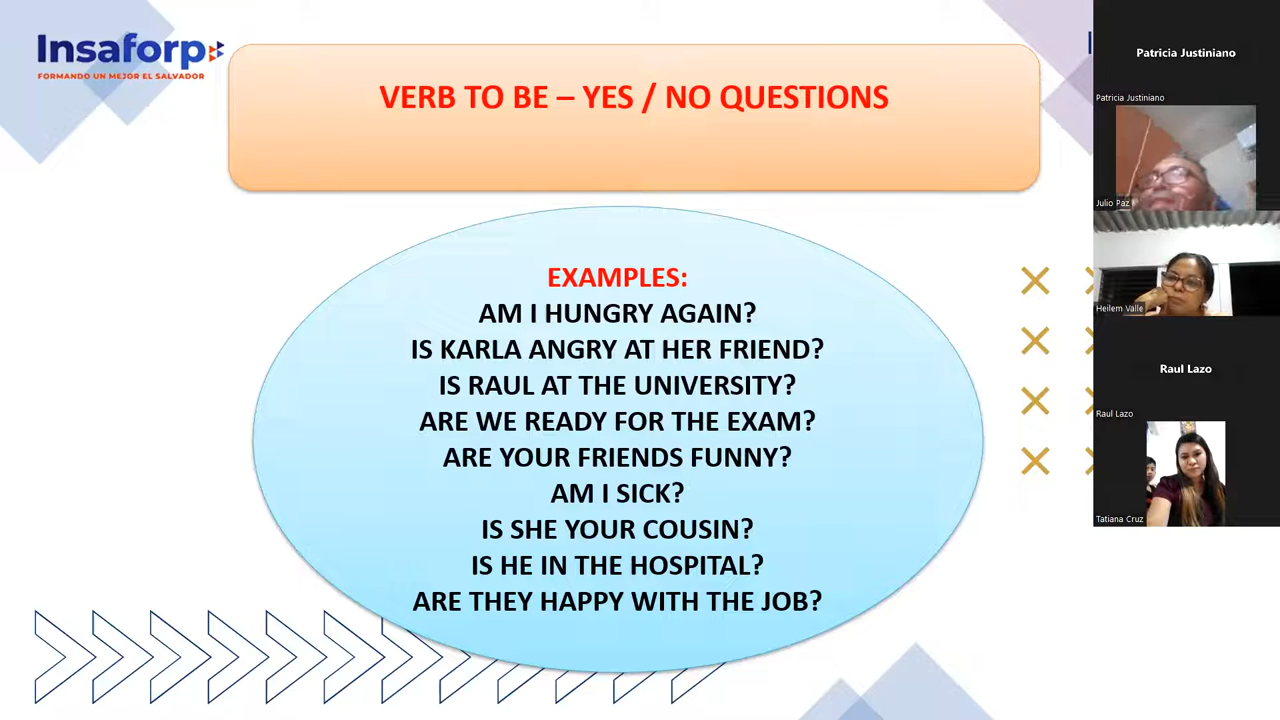 Insaforp
FORMANDO UN MEJOR EL SALVADOR
VERB TO BE – YES / NO QUESTIONS
EXAMPLES:
AM I HUNGRY AGAIN?
IS KARLA ANGRY AT HER FRIEND?
IS RAUL AT THE UNIVERSITY?
ARE WE READY FOR THE EXAM?
ARE YOUR FRIENDS FUNNY?
AM I SICK?
IS SHE YOUR COUSIN?
IS HE IN THE HOSPITAL?
ARE THEY HAPPY WITH THE JOB?
Patricia Justiniano
Patricia Justiniano
Julio Paz
Heilem Valle
Raul Lazo
Raul Lazo
Tatiana Cruz